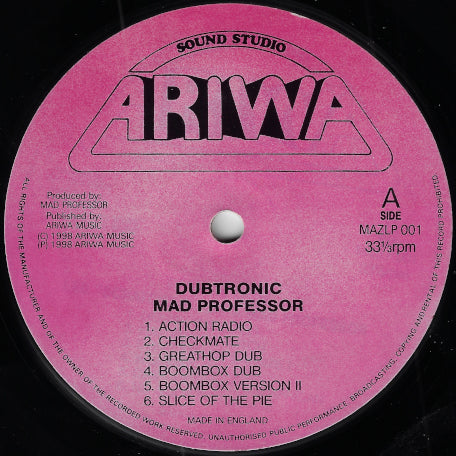 SOUND STUDIO
ARIWA
Produced by:
MAD PROFESSOR
Published by:
ARIWA MUSIC
(C) 1998 ARIWA MUSIC
(P) 1998 ARIWA MUSIC
A
SIDE
MAZLP 001
33⅓rpm
DUBTRONIC
MAD PROFESSOR
1. ACTION RADIO
2. CHECKMATE
3. GREATHOP DUB
4. BOOMBOX DUB
5. BOOMBOX VERSION II
6. SLICE OF THE PIE
MADE IN ENGLAND
ALL RIGHTS OF THE MANUFACTURER AND OF THE OWNER OF THE RECORDED WORK RESERVED. UNAUTHORISED PUBLIC PERFORMANCE, BROADCASTING, COPYING AND RENTAL OF THIS RECORD PROHIBITED.